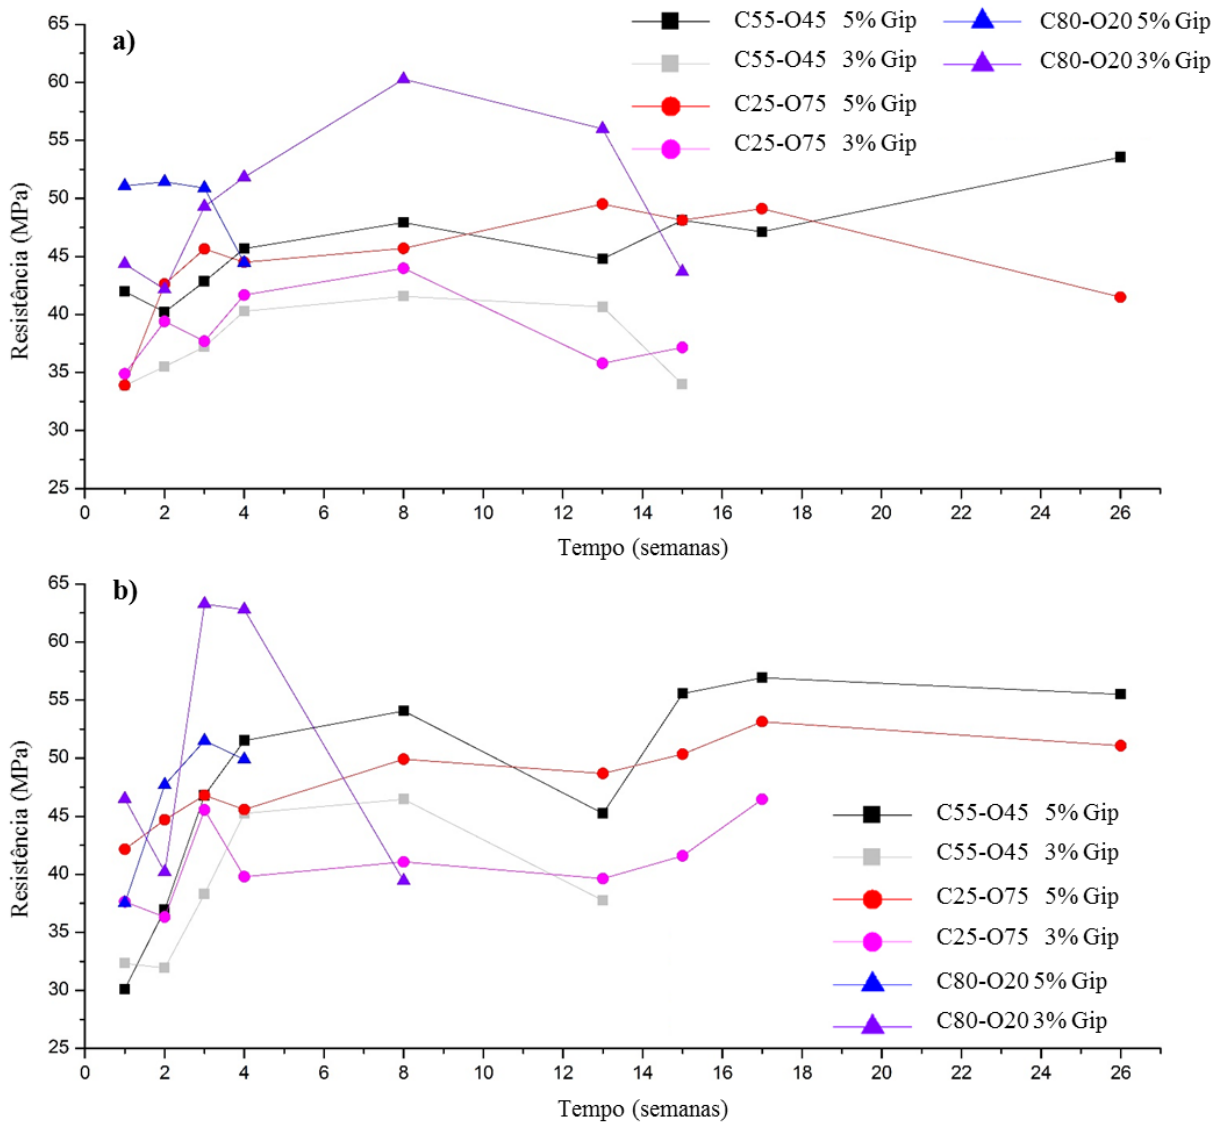 a)
C55-O45 5% Gip
C55-O45 3% Gip
C25-O75 5% Gip
C25-O75 3% Gip
C80-O20 5% Gip
C80-O20 3% Gip
Resistência (MPa)
65
60
55
50
45
40
35
30
25
0 2 4 6 8 10 12 14 16 18 20 22 24 26
Tempo (semanas)
b)
Resistência (MPa)
65
60
55
50
45
40
35
30
25
C55-O45 5% Gip
C55-O45 3% Gip
C25-O75 5% Gip
C25-O75 3% Gip
C80-O20 5% Gip
C80-O20 3% Gip
0 2 4 6 8 10 12 14 16 18 20 22 24 26
Tempo (semanas)